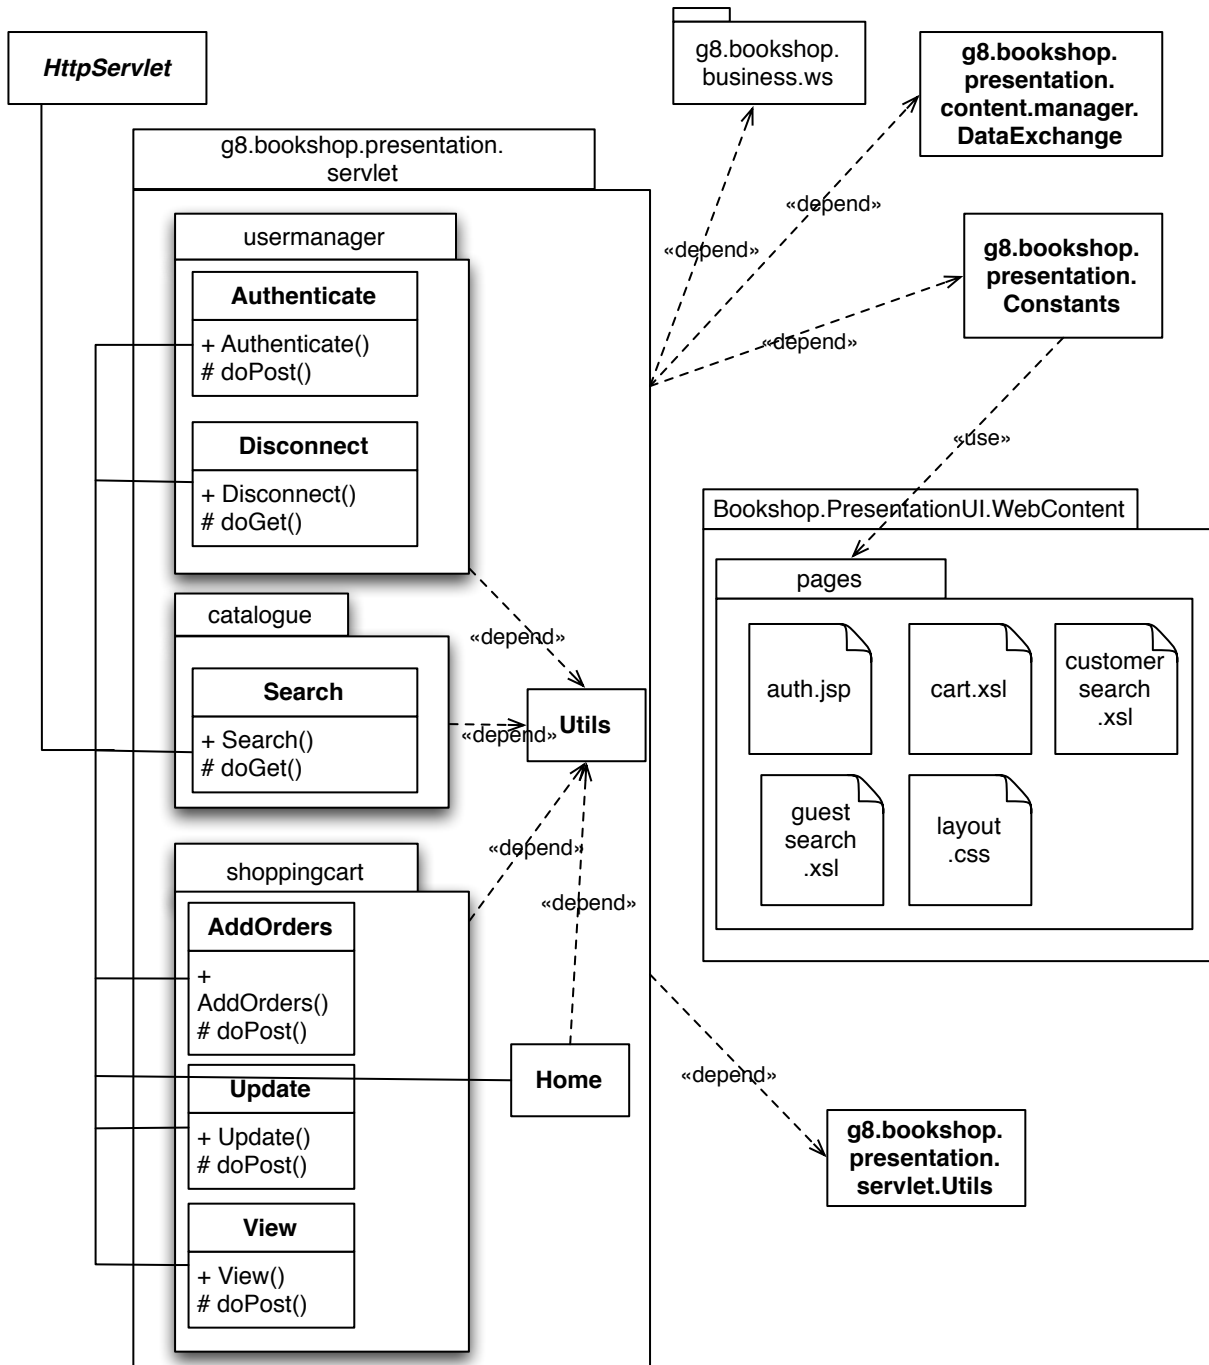 HttpServlet
g8.bookshop.
business.ws
g8.bookshop.
presentation.
content.manager.
DataExchange
g8.bookshop.presentation.
servlet
«depend»
«depend»
«depend»
g8.bookshop.
presentation.
Constants
«use»
usermanager
Authenticate
+ Authenticate()
# doPost()
Disconnect
+ Disconnect()
# doGet()
«depend»
catalogue
Search
+ Search()
# doGet()
«depend»
Utils
shoppingcart
«depend»
«depend»
AddOrders
+
AddOrders()
# doPost()
Home
Update
+ Update()
# doPost()
View
+ View()
# doPost()
Bookshop.PresentationUI.WebContent
pages
auth.jsp
cart.xsl
customer
search
.xsl
guest
search
.xsl
layout
.css
«depend»
g8.bookshop.
presentation.
servlet.Utils